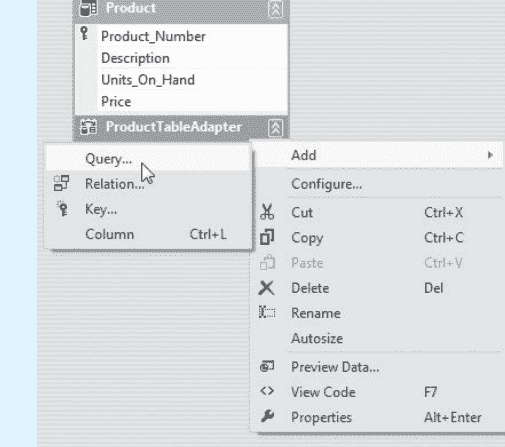 Product
Product_Number
Description
Units_On_Hand
Price
ProductTableAdapter
Query...
Relation...
Key...
Column Ctrl+L
Add
Configure...
Cut Ctrl+X
Copy Ctrl+C
Paste Ctrl+V
Delete Del
Rename
Autosize
Preview Data...
View Code F7
Properties Alt+Enter